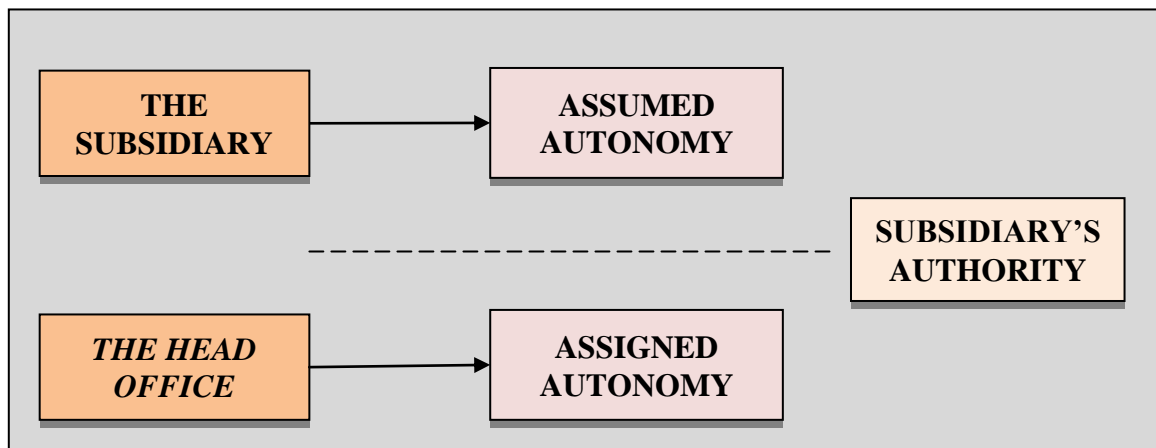 THE
SUBSIDIARY
ASSUMED
AUTONOMY
SUBSIDIARY’S
AUTHORITY
THE HEAD
OFFICE
ASSIGNED
AUTONOMY